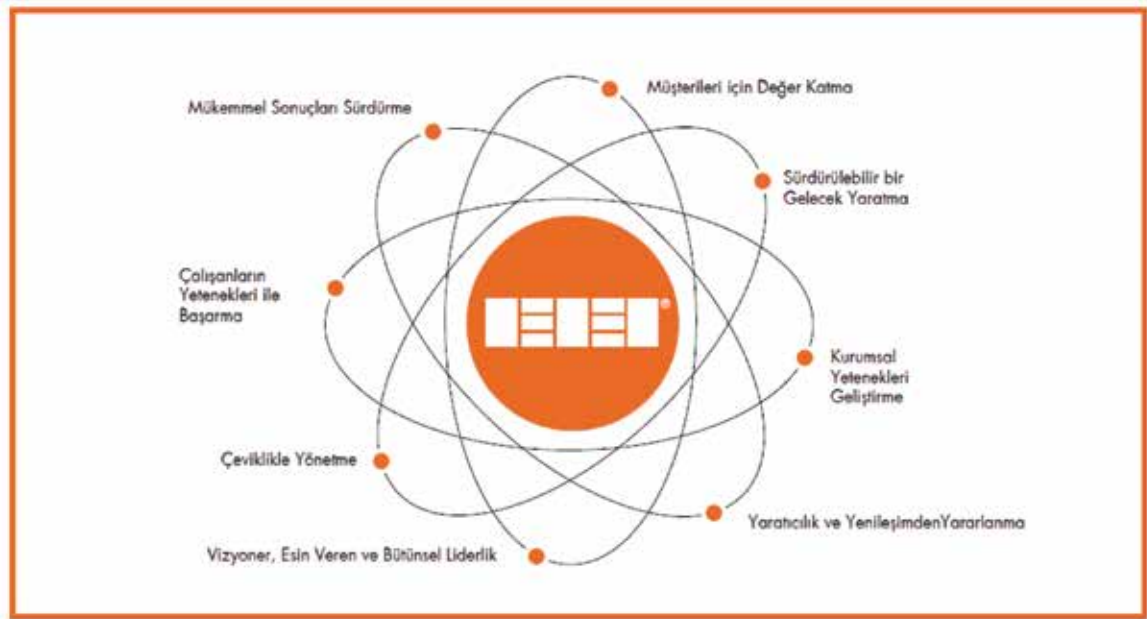 Müşterileri için Değer Katma
Mükemmel Sonuçları Sürdürme
Sürdürülebilir bir
Gelecek Yaratma
Çalışanların
Yetenekleri ile
Başarma
Kurumsal
Yetenekleri
Geliştirme
Çeviklikle Yönetme
Yaratıcılık ve YenileşimdenYararlanma
Vizyoner, Esin Veren ve Bütünsel Liderlik